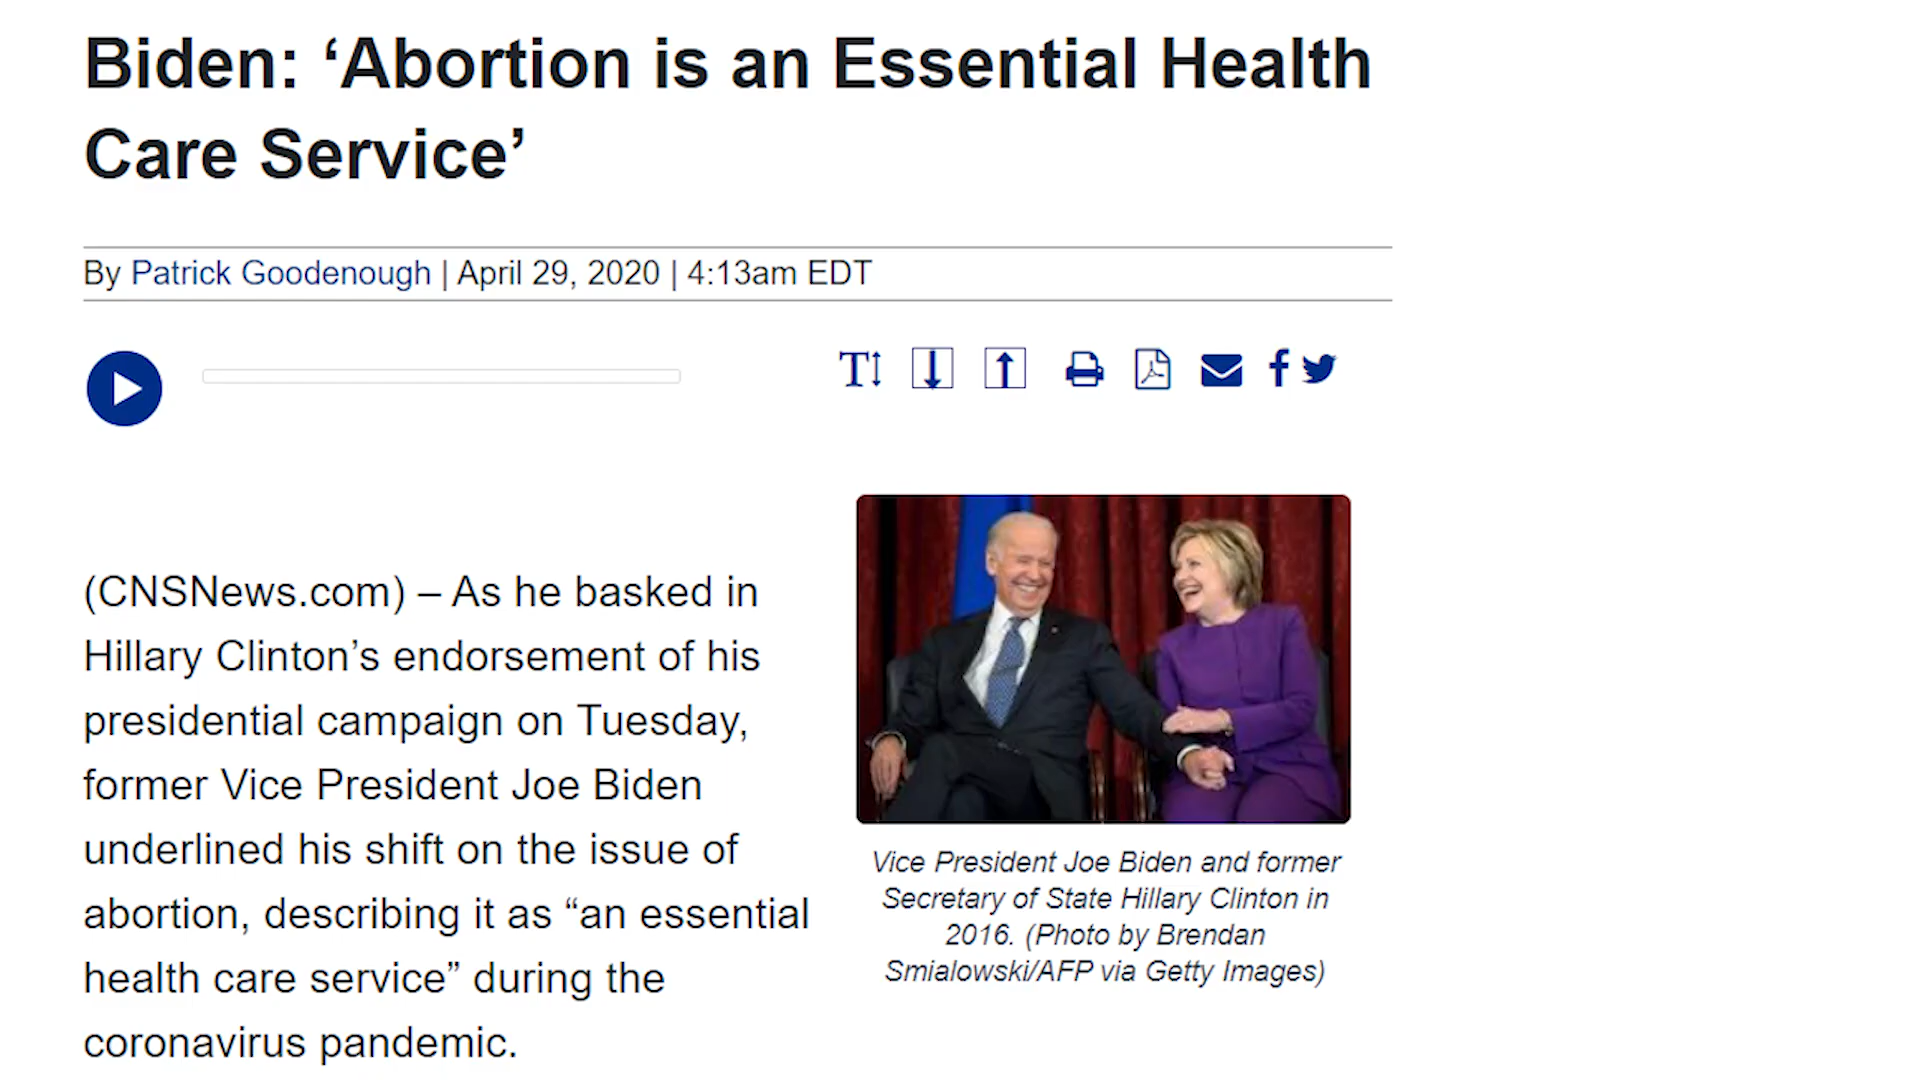 Biden: ‘Abortion is an Essential Health
Care Service’
By Patrick Goodenough | April 29, 2020 | 4:13am EDT
(CNSNews.com) – As he basked in
Hillary Clinton’s endorsement of his
presidential campaign on Tuesday,
former Vice President Joe Biden
underlined his shift on the issue of
abortion, describing it as “an essential
health care service” during the
coronavirus pandemic.
Vice President Joe Biden and former
Secretary of State Hillary Clinton in
2016. (Photo by Brendan
Smialowski/AFP via Getty Images)